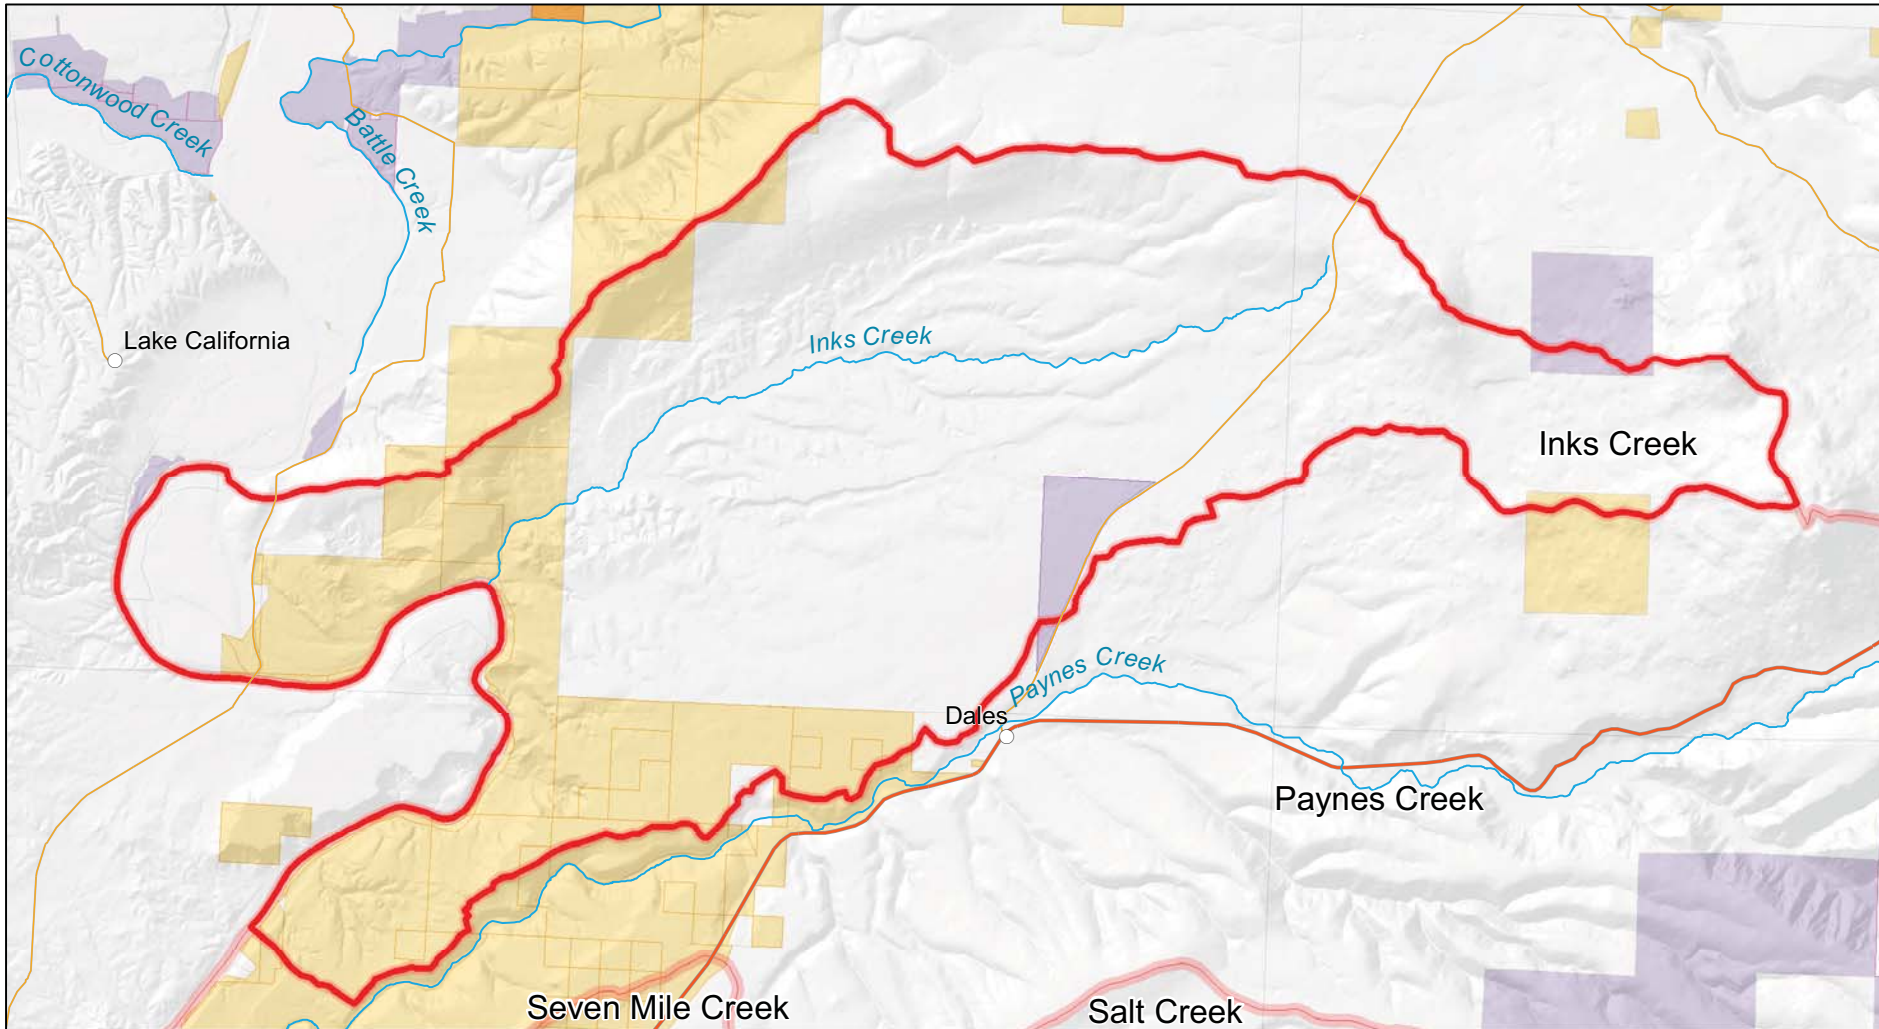 Cottonwood Creek
Battle Creek
Lake California
Inks Creek
Inks Creek
Paynes Creek
Dales
Paynes Creek
Seven Mile Creek
Salt Creek